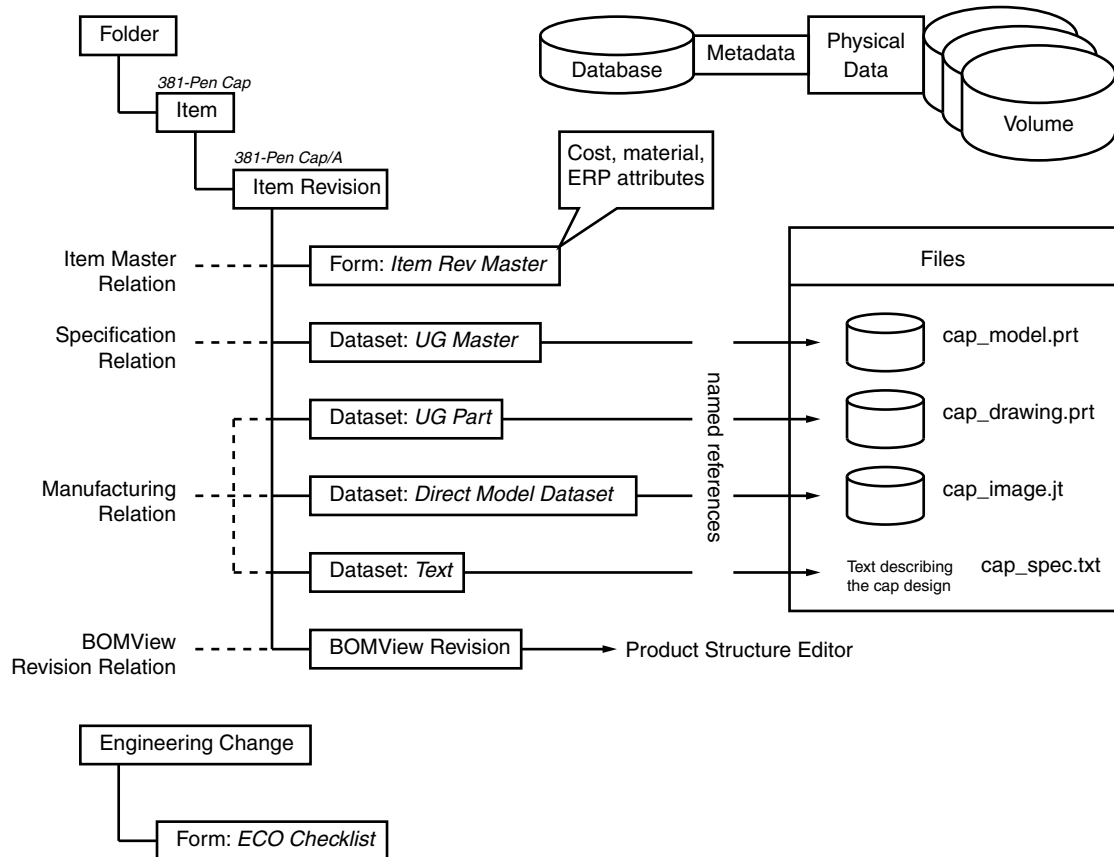 Folder
381-Pen Cap
Item
381-Pen Cap/A
Item Revision
Database
Metadata
Physical
Data
Volume
Cost, material,
ERP attributes
Item Master
Relation
Form: Item Rev Master
Specification
Relation
Dataset: UG Master
Manufacturing
Relation
Dataset: UG Part
Dataset: Direct Model Dataset
Dataset: Text
named references
Files
cap_model.prt
cap_drawing.prt
cap_image.jt
Text describing
the cap design
cap_spec.txt
BOMView
Revision Relation
BOMView Revision
Product Structure Editor
Engineering Change
Form: ECO Checklist